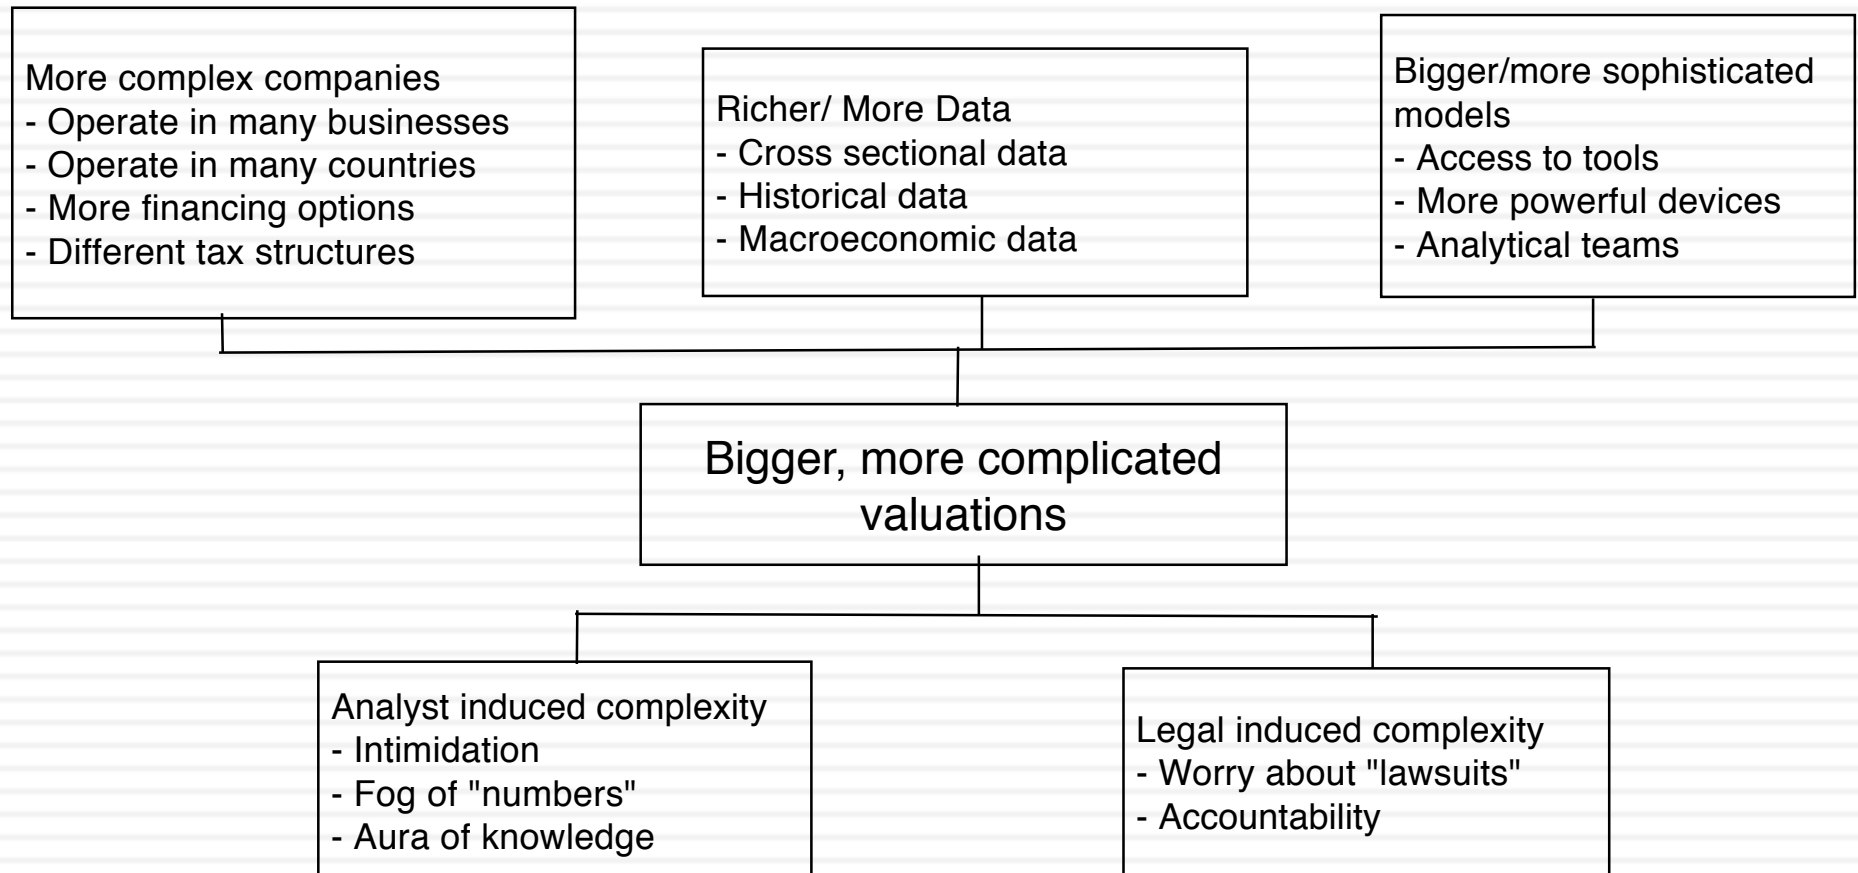 More complex companies
- Operate in many businesses
- Operate in many countries
- More financing options
- Different tax structures
Richer/ More Data
- Cross sectional data
- Historical data
- Macroeconomic data
Bigger/more sophisticated
models
- Access to tools
- More powerful devices
- Analytical teams
Bigger, more complicated
valuations
Analyst induced complexity
- Intimidation
- Fog of "numbers"
- Aura of knowledge
Legal induced complexity
- Worry about "lawsuits"
- Accountability